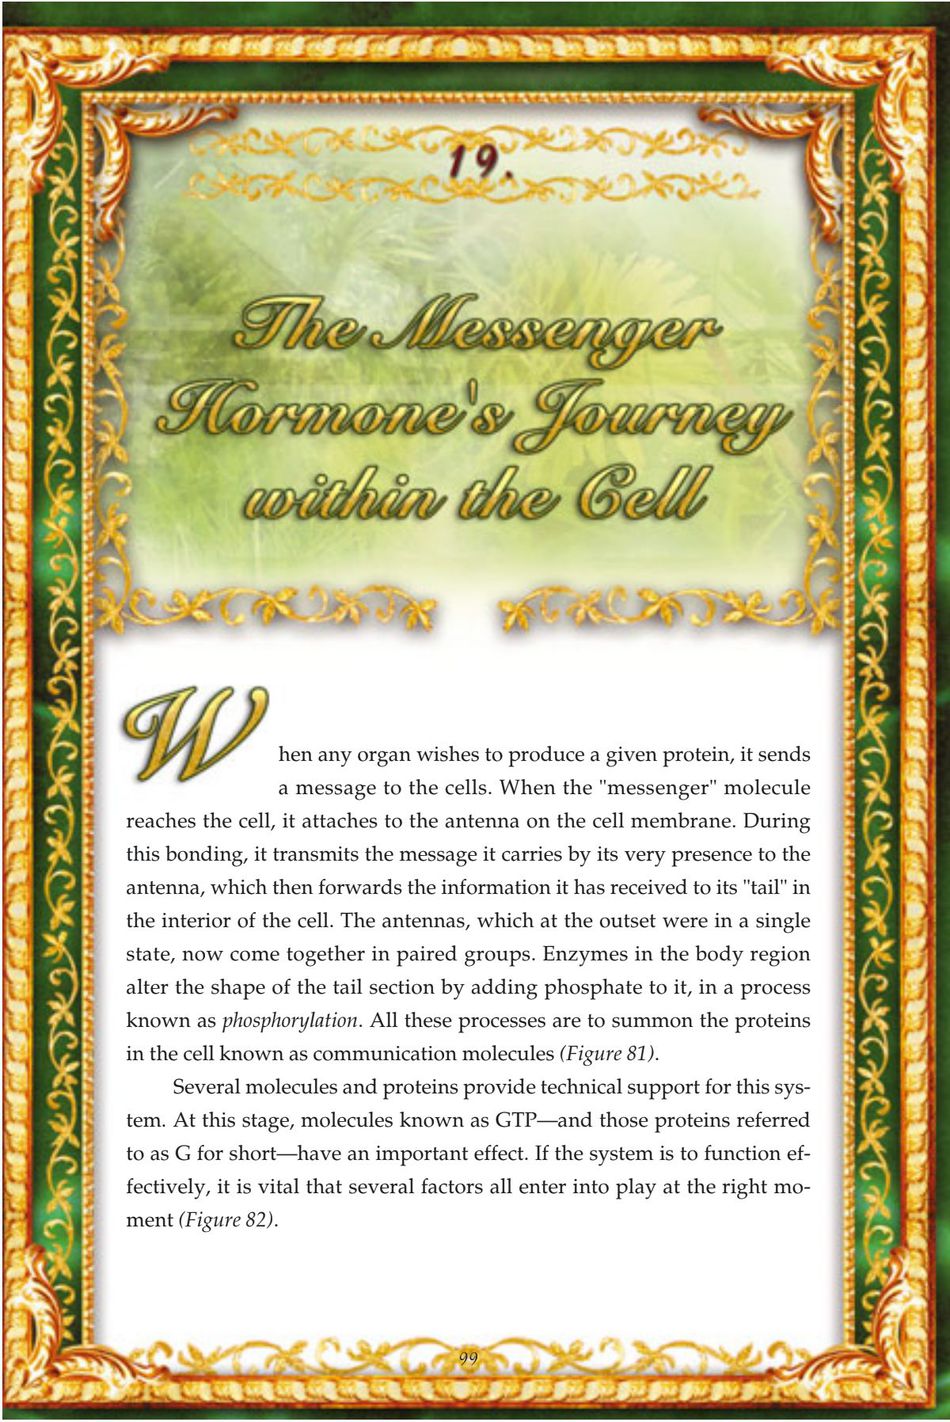 19.
The Messenger
Hormone's Journey
within the Cell
When any organ wishes to produce a given protein, it sends
a message to the cells. When the "messenger" molecule
reaches the cell, it attaches to the antenna on the cell membrane. During
this bonding, it transmits the message it carries by its very presence to the
antenna, which then forwards the information it has received to its "tail" in
the interior of the cell. The antennas, which at the outset were in a single
state, now come together in paired groups. Enzymes in the body region
alter the shape of the tail section by adding phosphate to it, in a process
known as phosphorylation. All these processes are to summon the proteins
in the cell known as communication molecules (Figure 81).
Several molecules and proteins provide technical support for this sys-
tem. At this stage, molecules known as GTP—and those proteins referred
to as G for short—have an important effect. If the system is to function ef-
fectively, it is vital that several factors all enter into play at the right mo-
ment (Figure 82).
99